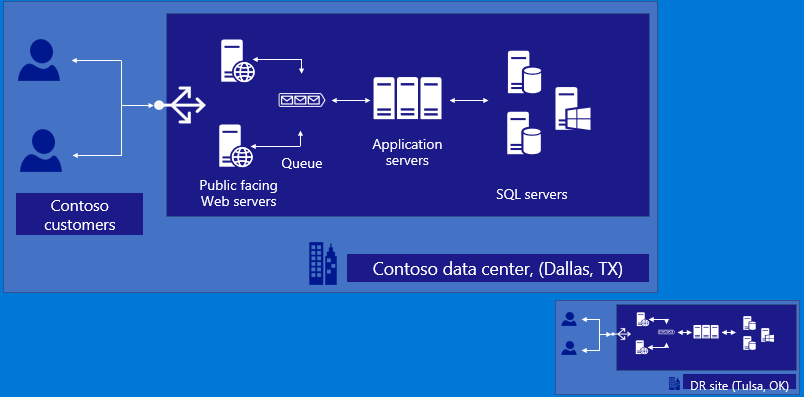 Queue
Application
servers
Public facing
Web servers
SQL servers
Contoso
customers
Contoso data center, (Dallas, TX)
DR site (Tulsa, OK)